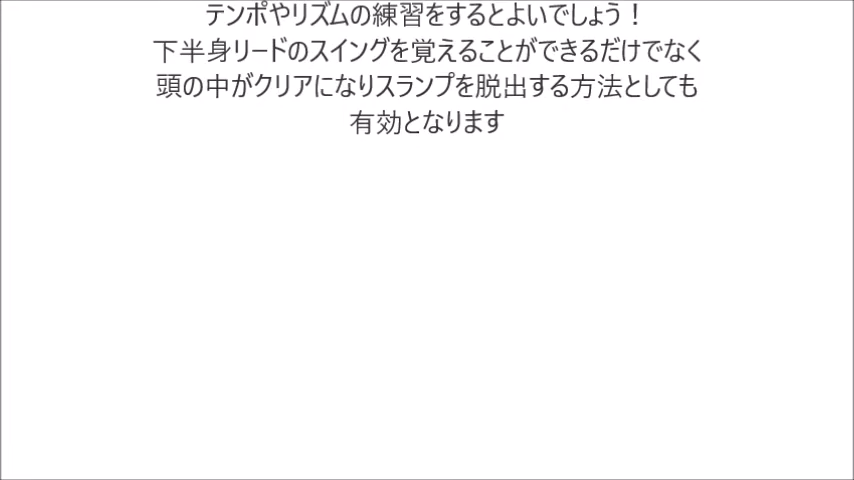 テンポやリズムの練習をするとよいでしょう！
下半身リードのスイングを覚えることができるだけでなく
頭の中がクリアになりスランプを脱出する方法としても
有効となります